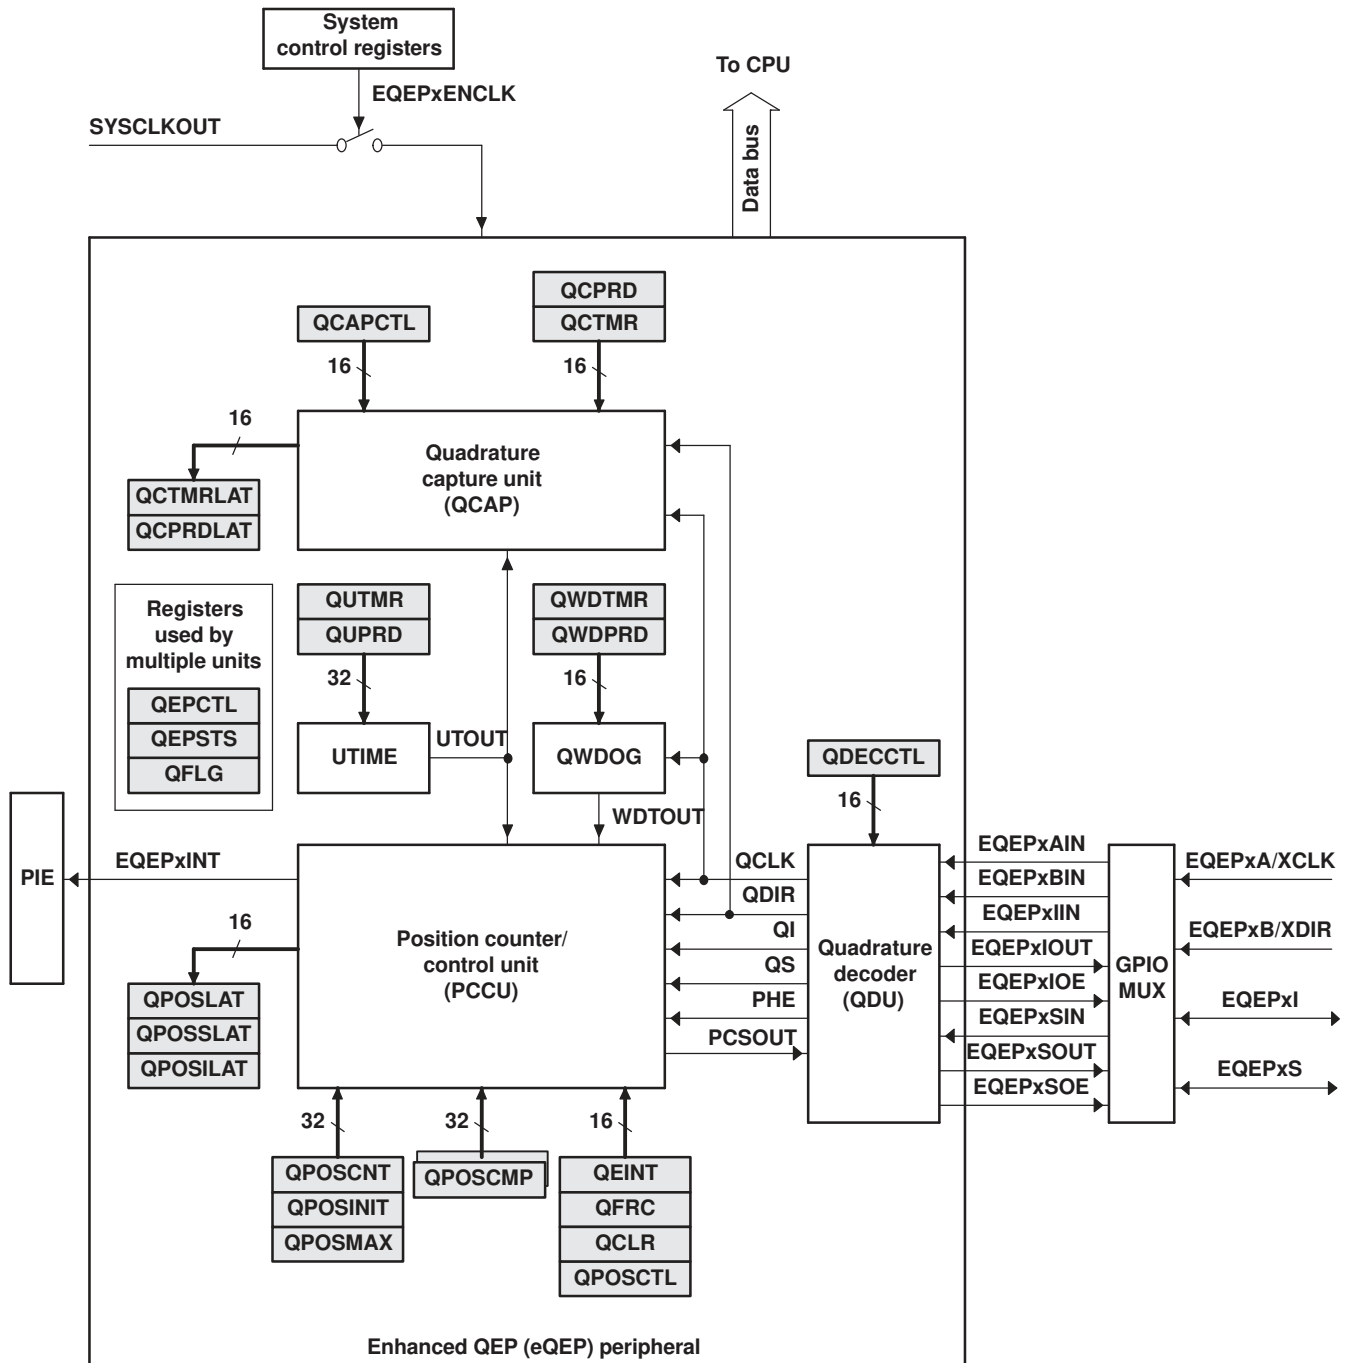 System
control registers
To CPU
EQEPxENCLK
SYSCLKOUT
Data bus
QCPRD
QCAPCTL
QCTMR
16
16
16
Quadrature
capture unit
(QCAP)
QCTMRLAT
QCPRDLAT
Registers
used by
multiple units
QEPCTL
QEPSTS
QFLG
QUTMR
QUPRD
32
QWDTMR
QWDPRD
16
UTIME
UTOUT
QWDOG
WDTOUT
QDECCTL
16
PIE
EQEPxINT
16
QPOSLAT
QPOSSLAT
QPOSILAT
Position counter/
control unit
(PCCU)
QCLK
QDIR
QI
QS
PHE
PCSOUT
Quadrature
decoder
(QDU)
EQEPxAIN
EQEPxBIN
EQEPxIIN
EQEPxIOUT
EQEPxIOE
EQEPxSIN
EQEPxSOUT
EQEPxSOE
GPIO
MUX
EQEPxA/XCLK
EQEPxB/XDIR
EQEPxI
EQEPxS
32
32
16
QPOSCNT
QPOSINIT
QPOSMAX
QPOSCMP
QEINT
QFRC
QCLR
QPOSCTL
Enhanced QEP (eQEP) peripheral